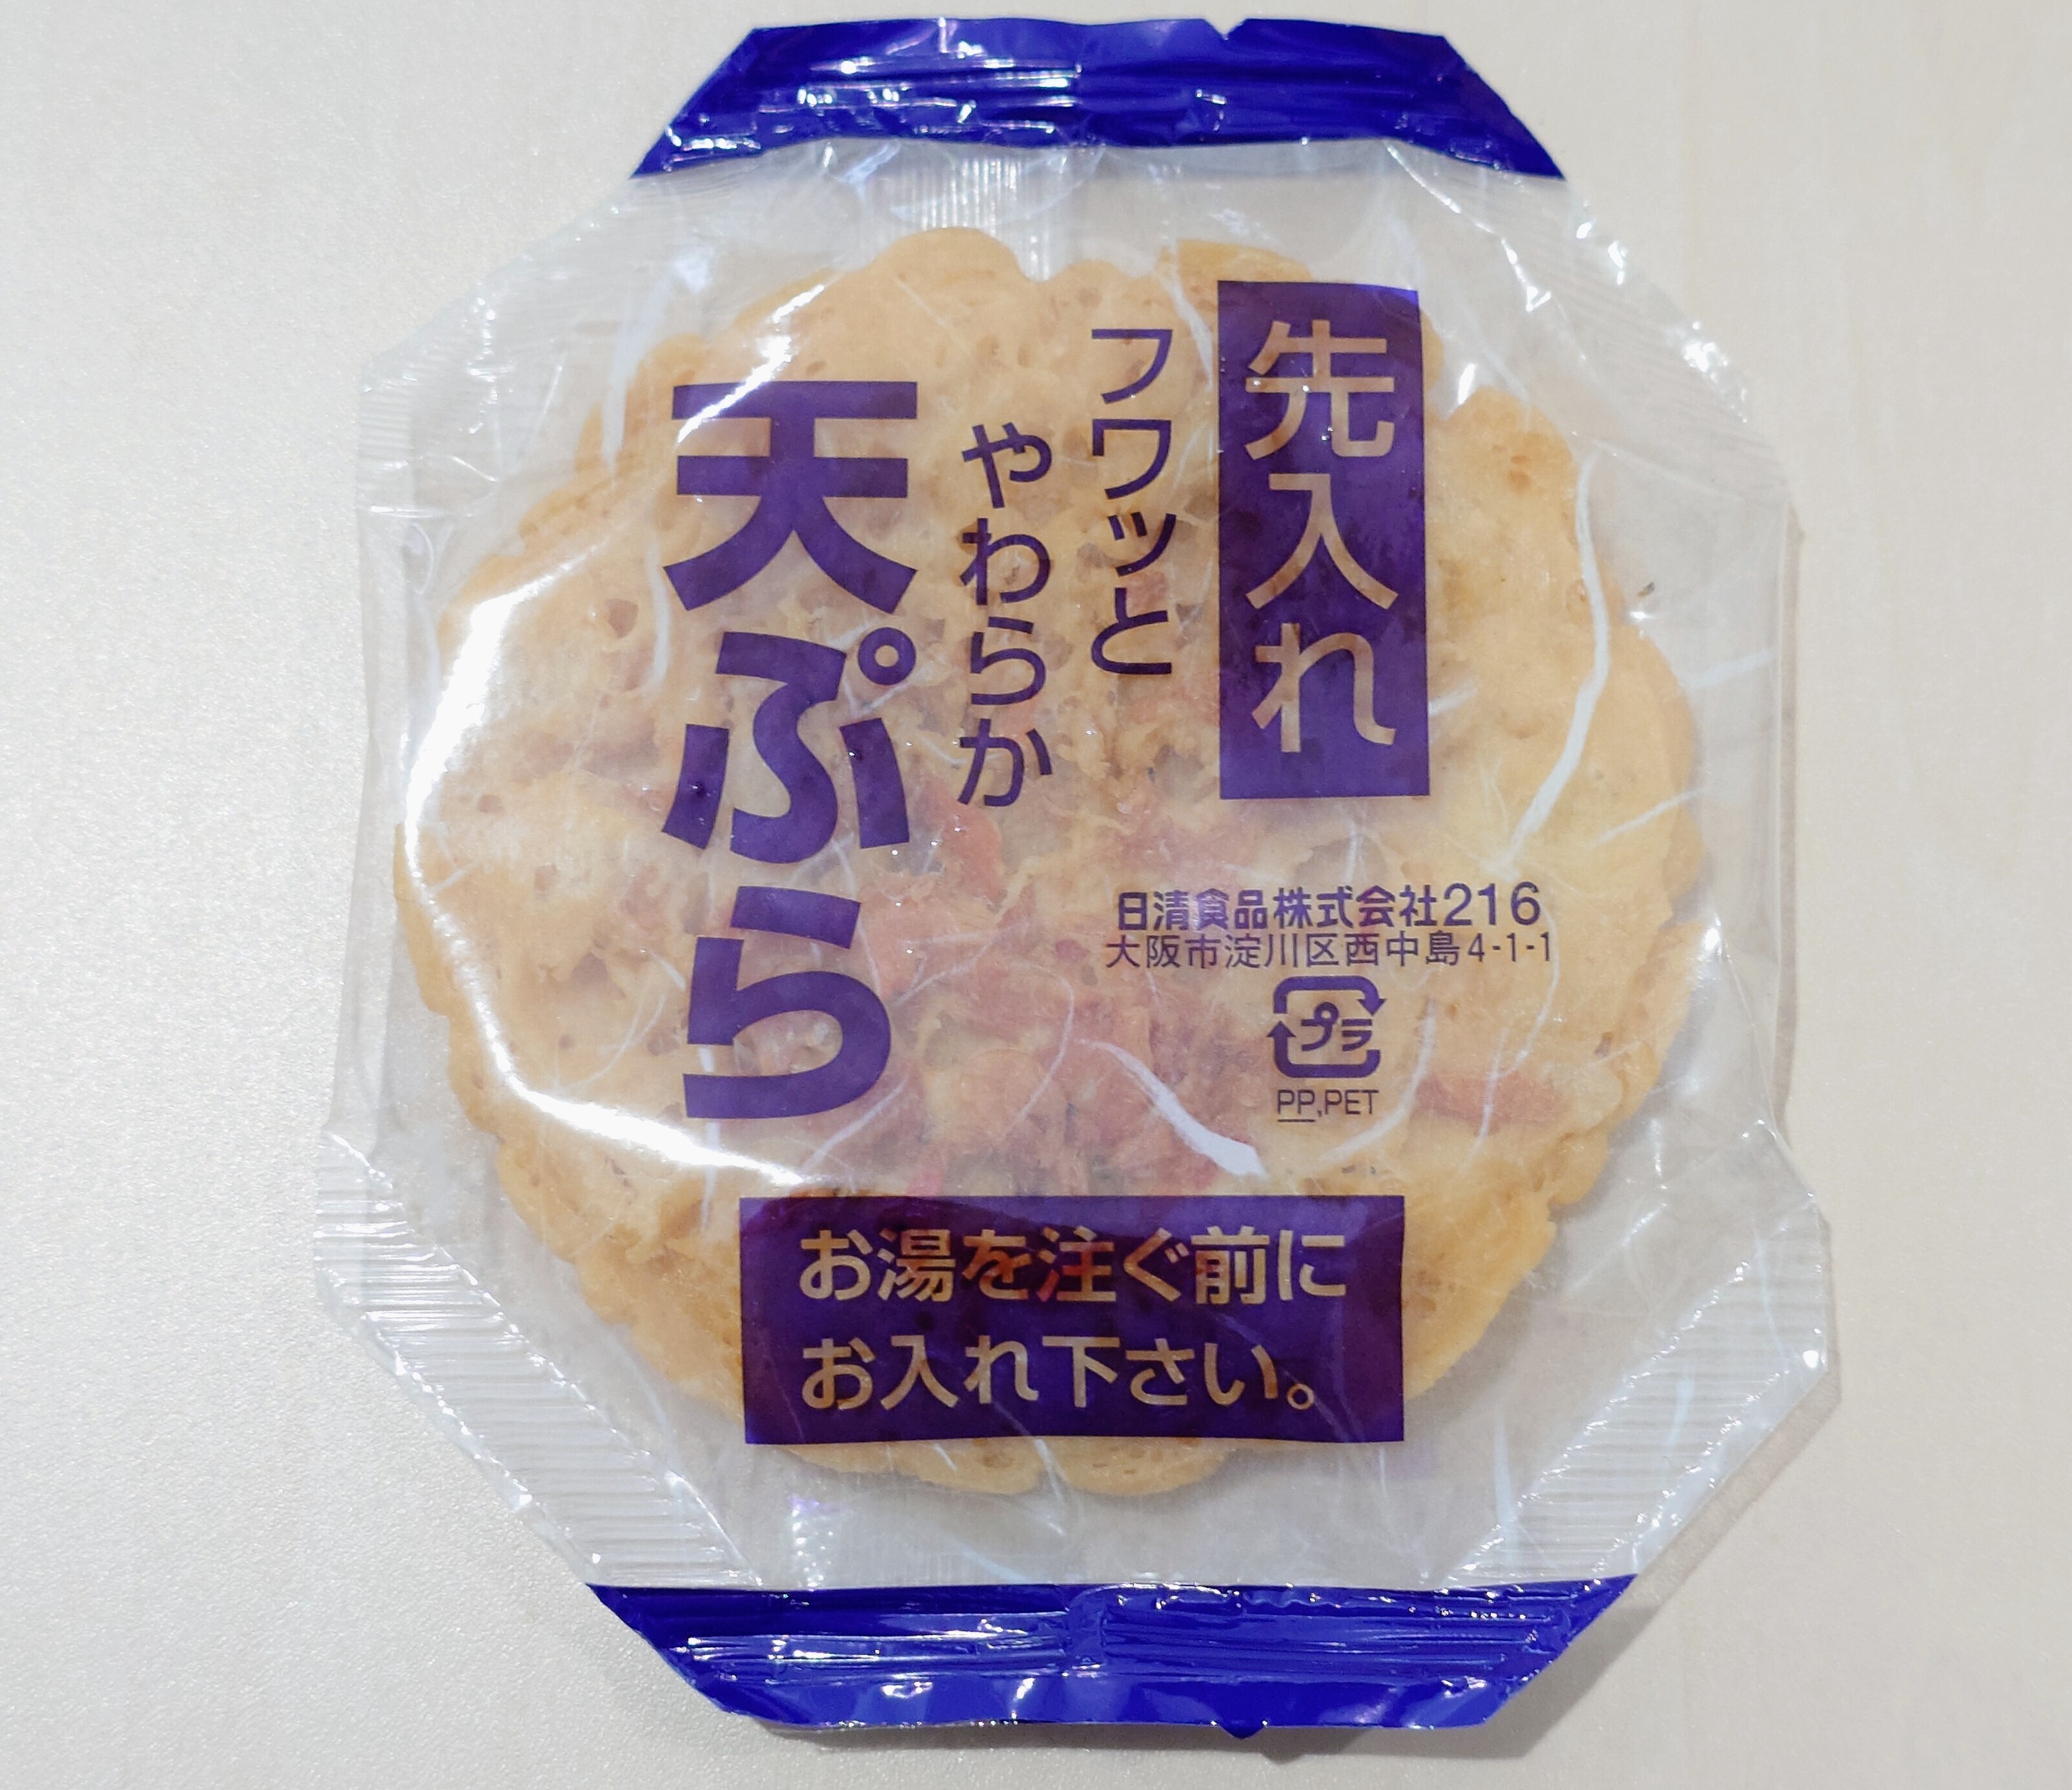 先入れ
フワッと
やわらか
天ぷら
日清食品株式会社216
大阪市淀川区西中島4-1-1
プラ
PP,PET
お湯を注ぐ前に
お入れ下さい。